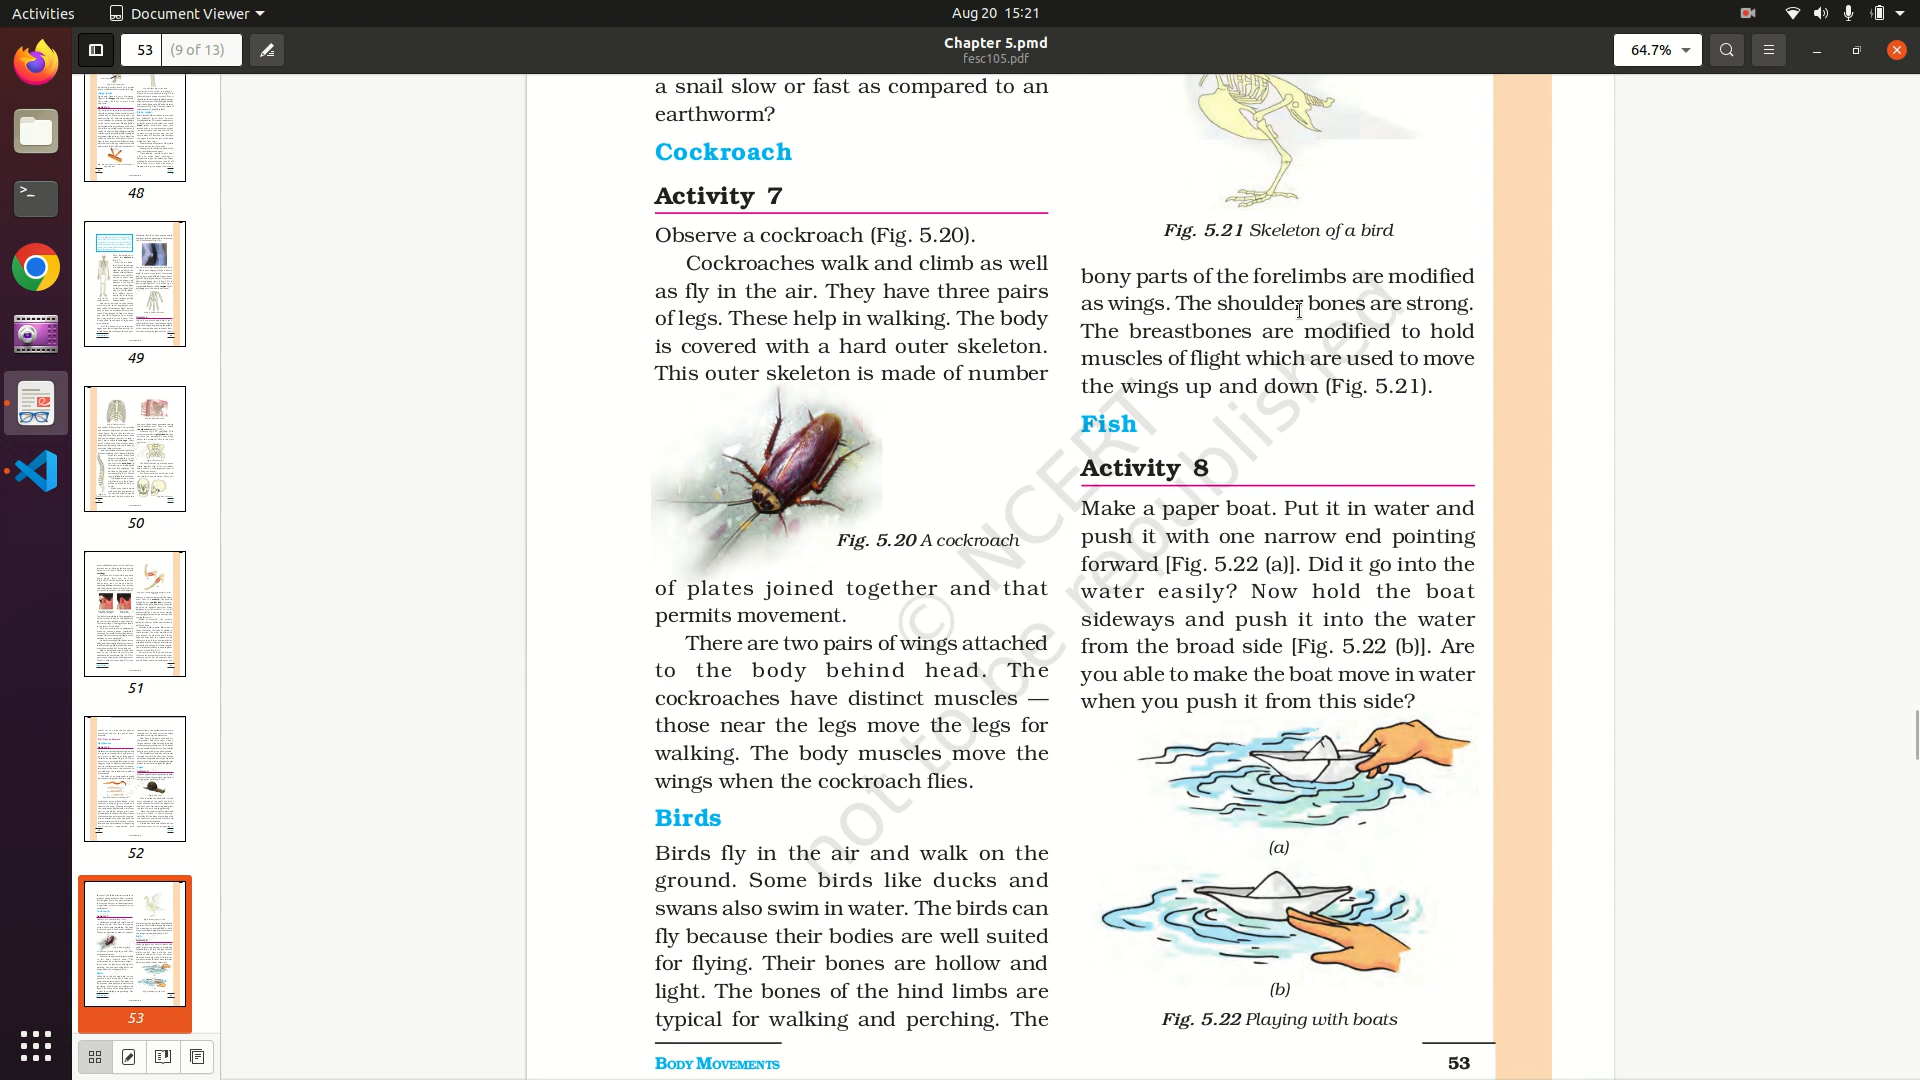 Activities
Document Viewer
Aug 20 15:21
53
(9 of 13)
Chapter 5.pmd
fesc105.pdf
64.7%
48
49
50
51
52
53
a snail slow or fast as compared to an
earthworm?
Cockroach
Activity 7
Observe a cockroach (Fig. 5.20).
Cockroaches walk and climb as well
as fly in the air. They have three pairs
of legs. These help in walking. The body
is covered with a hard outer skeleton.
This outer skeleton is made of number
Fig. 5.20 A cockroach
of plates joined together and that
permits movement.
There are two pairs of wings attached
to the body behind head. The
cockroaches have distinct muscles —
those near the legs move the legs for
walking. The body muscles move the
wings when the cockroach flies.
Birds
Birds fly in the air and walk on the
ground. Some birds like ducks and
swans also swim in water. The birds can
fly because their bodies are well suited
for flying. Their bones are hollow and
light. The bones of the hind limbs are
typical for walking and perching. The
Fig. 5.21 Skeleton of a bird
bony parts of the forelimbs are modified
as wings. The shoulder bones are strong.
The breastbones are modified to hold
muscles of flight which are used to move
the wings up and down (Fig. 5.21).
Fish
Activity 8
Make a paper boat. Put it in water and
push it with one narrow end pointing
forward [Fig. 5.22 (a)]. Did it go into the
water easily? Now hold the boat
sideways and push it into the water
from the broad side [Fig. 5.22 (b)]. Are
you able to make the boat move in water
when you push it from this side?
(a)
(b)
Fig. 5.22 Playing with boats
BODY MOVEMENTS
53
© NCERT
not to be republished